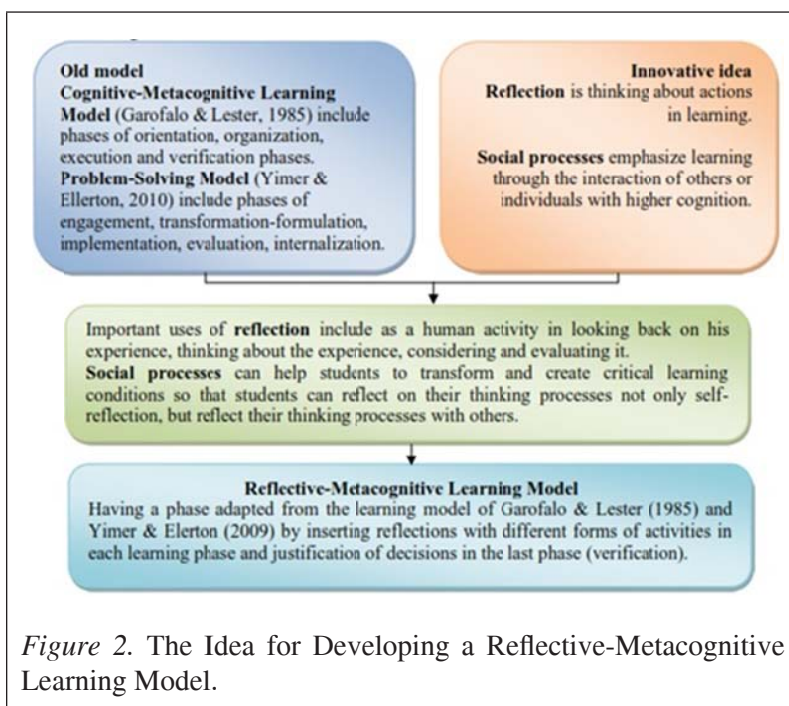 Old model
Cognitive-Metacognitive Learning
Model (Garofalo & Lester, 1985) include
phases of orientation, organization,
execution and verification phases.
Problem-Solving Model (Yimer &
Ellerton, 2010) include phases of
engagement, transformation-formulation,
implementation, evaluation, internalization.
Innovative idea
Reflection is thinking about actions
in learning.
Social processes emphasize learning
through the interaction of others or
individuals with higher cognition.
Important uses of reflection include as a human activity in looking back on his
experience, thinking about the experience, considering and evaluating it.
Social processes can help students to transform and create critical learning
conditions so that students can reflect on their thinking processes not only self-
reflection, but reflect their thinking processes with others.
Reflective-Metacognitive Learning Model
Having a phase adapted from the learning model of Garofalo & Lester (1985) and
Yimer & Elerton (2009) by inserting reflections with different forms of activities in
each learning phase and justification of decisions in the last phase (verification).
Figure 2. The Idea for Developing a Reflective-Metacognitive
Learning Model.